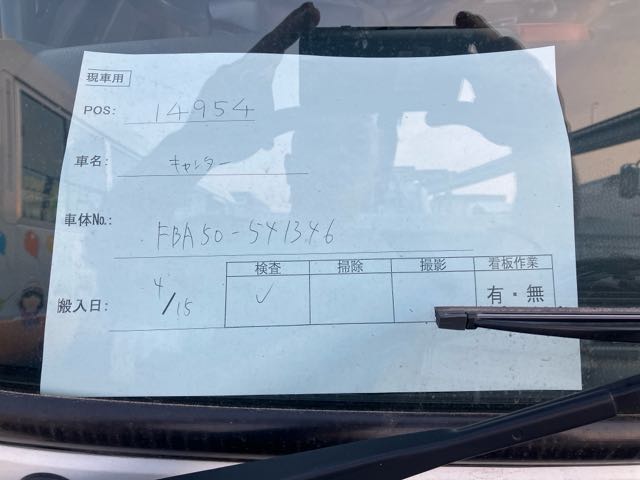 現車用
POS: 14954
車名: キャンター
車体No.: FBA50-541346
検査 掃除 撮影 看板作業
搬入日: 4/15 ✓ 有・無